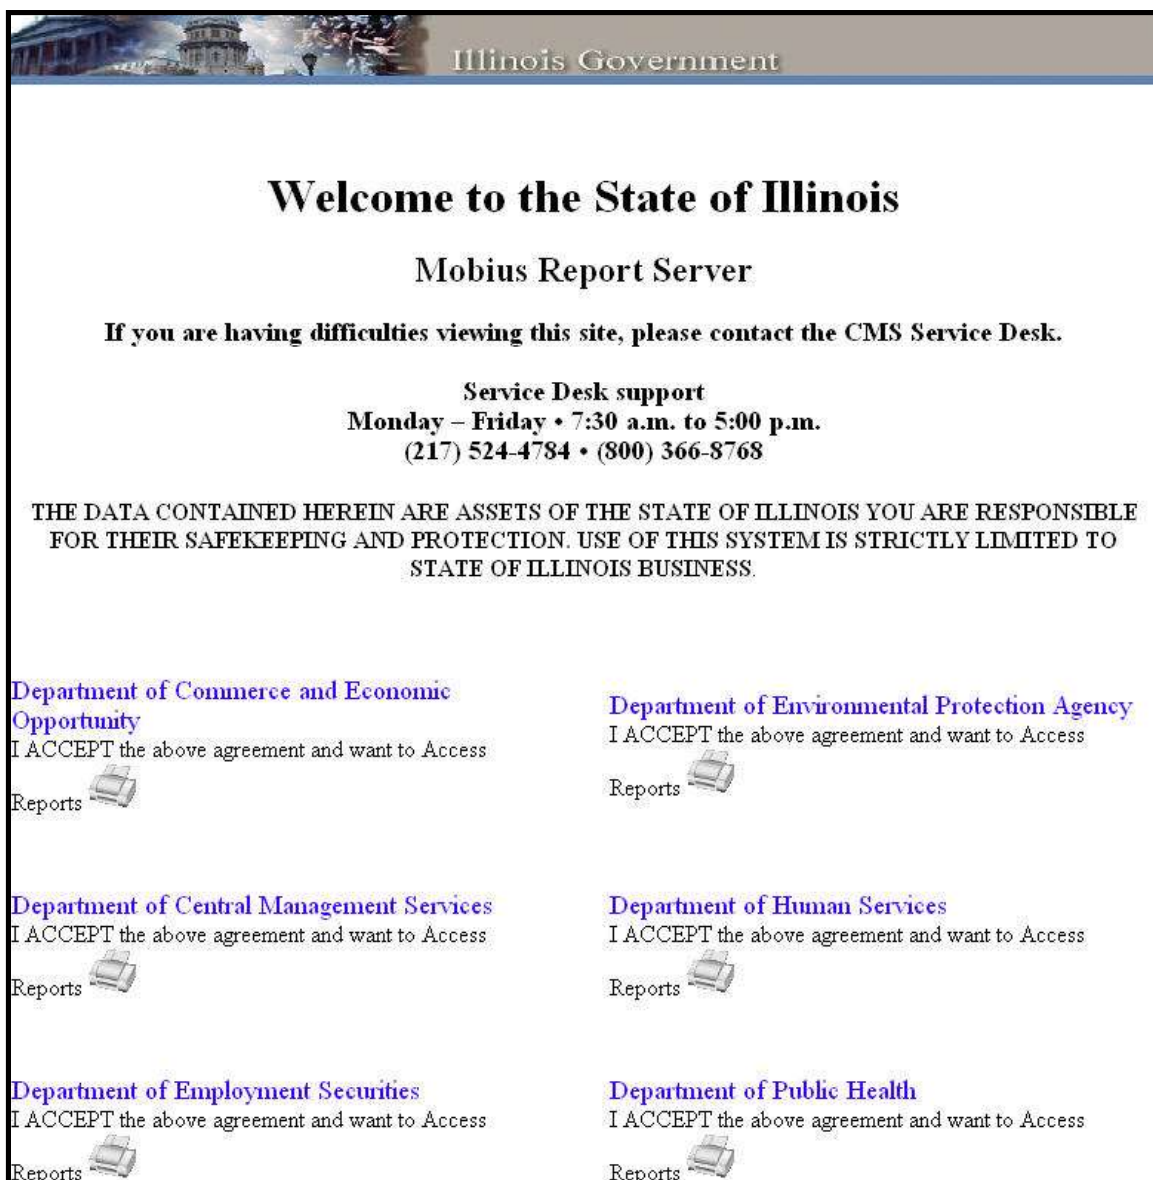 Illinois Government
Welcome to the State of Illinois
Mobius Report Server
If you are having difficulties viewing this site, please contact the CMS Service Desk.
Service Desk support
Monday – Friday • 7:30 a.m. to 5:00 p.m.
(217) 524-4784 • (800) 366-8768
THE DATA CONTAINED HEREIN ARE ASSETS OF THE STATE OF ILLINOIS YOU ARE RESPONSIBLE
FOR THEIR SAFEKEEPING AND PROTECTION. USE OF THIS SYSTEM IS STRICTLY LIMITED TO
STATE OF ILLINOIS BUSINESS.
Department of Commerce and Economic
Opportunity
I ACCEPT the above agreement and want to Access
Reports
Department of Environmental Protection Agency
I ACCEPT the above agreement and want to Access
Reports
Department of Central Management Services
I ACCEPT the above agreement and want to Access
Reports
Department of Human Services
I ACCEPT the above agreement and want to Access
Reports
Department of Employment Securities
I ACCEPT the above agreement and want to Access
Reports
Department of Public Health
I ACCEPT the above agreement and want to Access
Reports